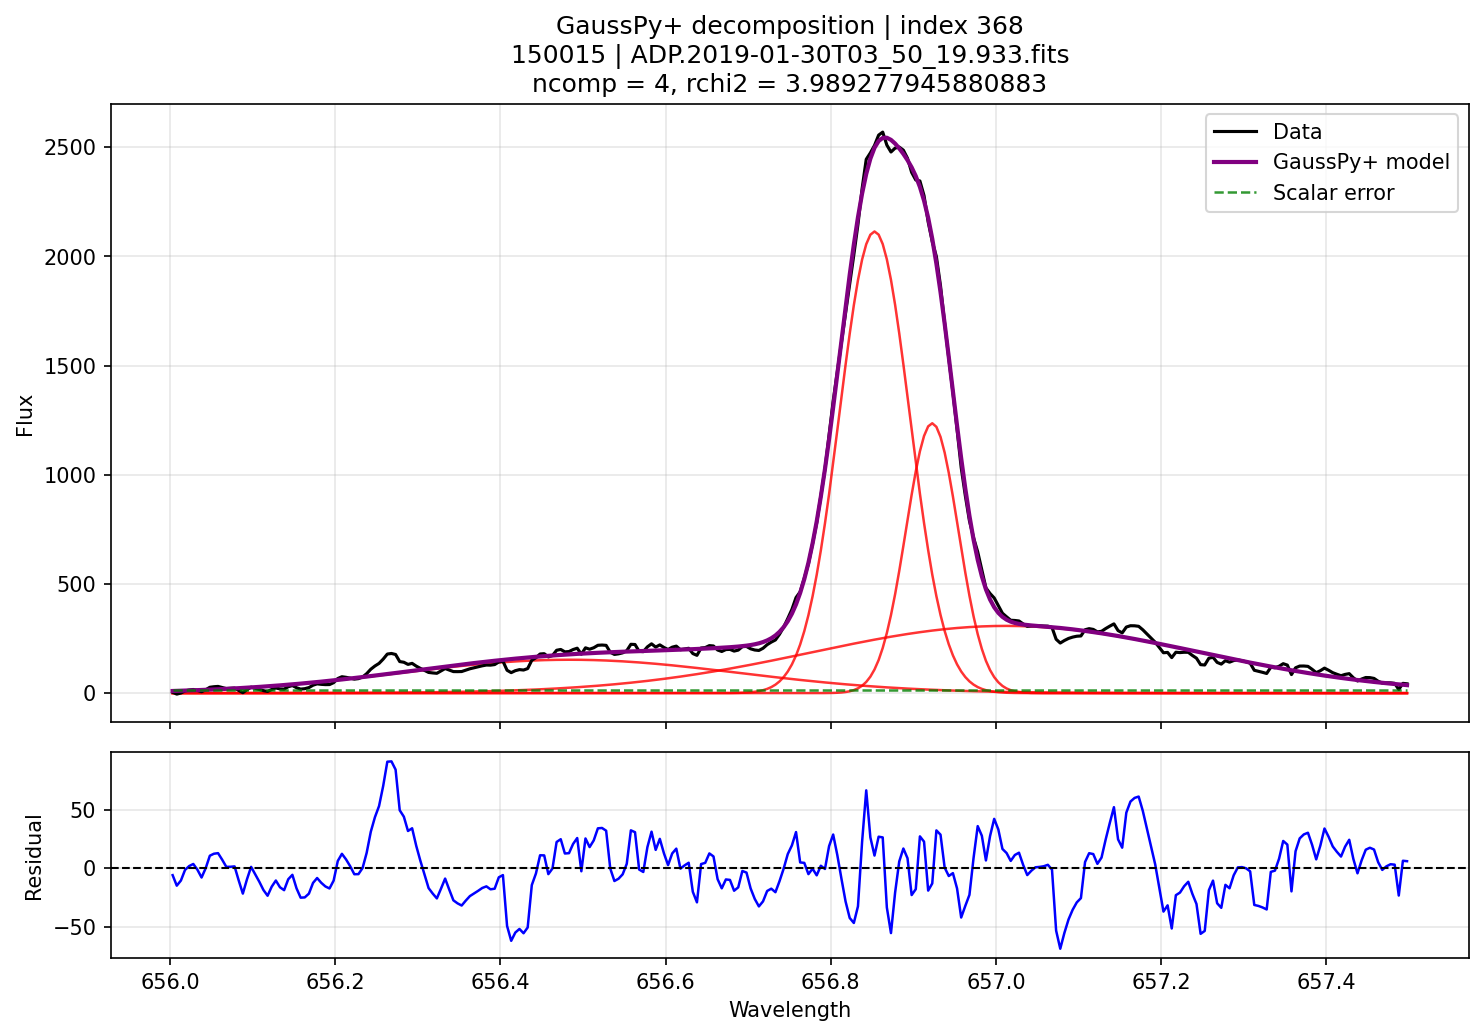 GaussPy+ decomposition | index 368
150015 | ADP.2019-01-30T03_50_19.933.fits
ncomp = 4, rchi2 = 3.989277945880883
Data
GaussPy+ model
Scalar error
2500
2000
1500
1000
500
0
Flux
50
0
−50
Residual
656.0 656.2 656.4 656.6 656.8 657.0 657.2 657.4
Wavelength